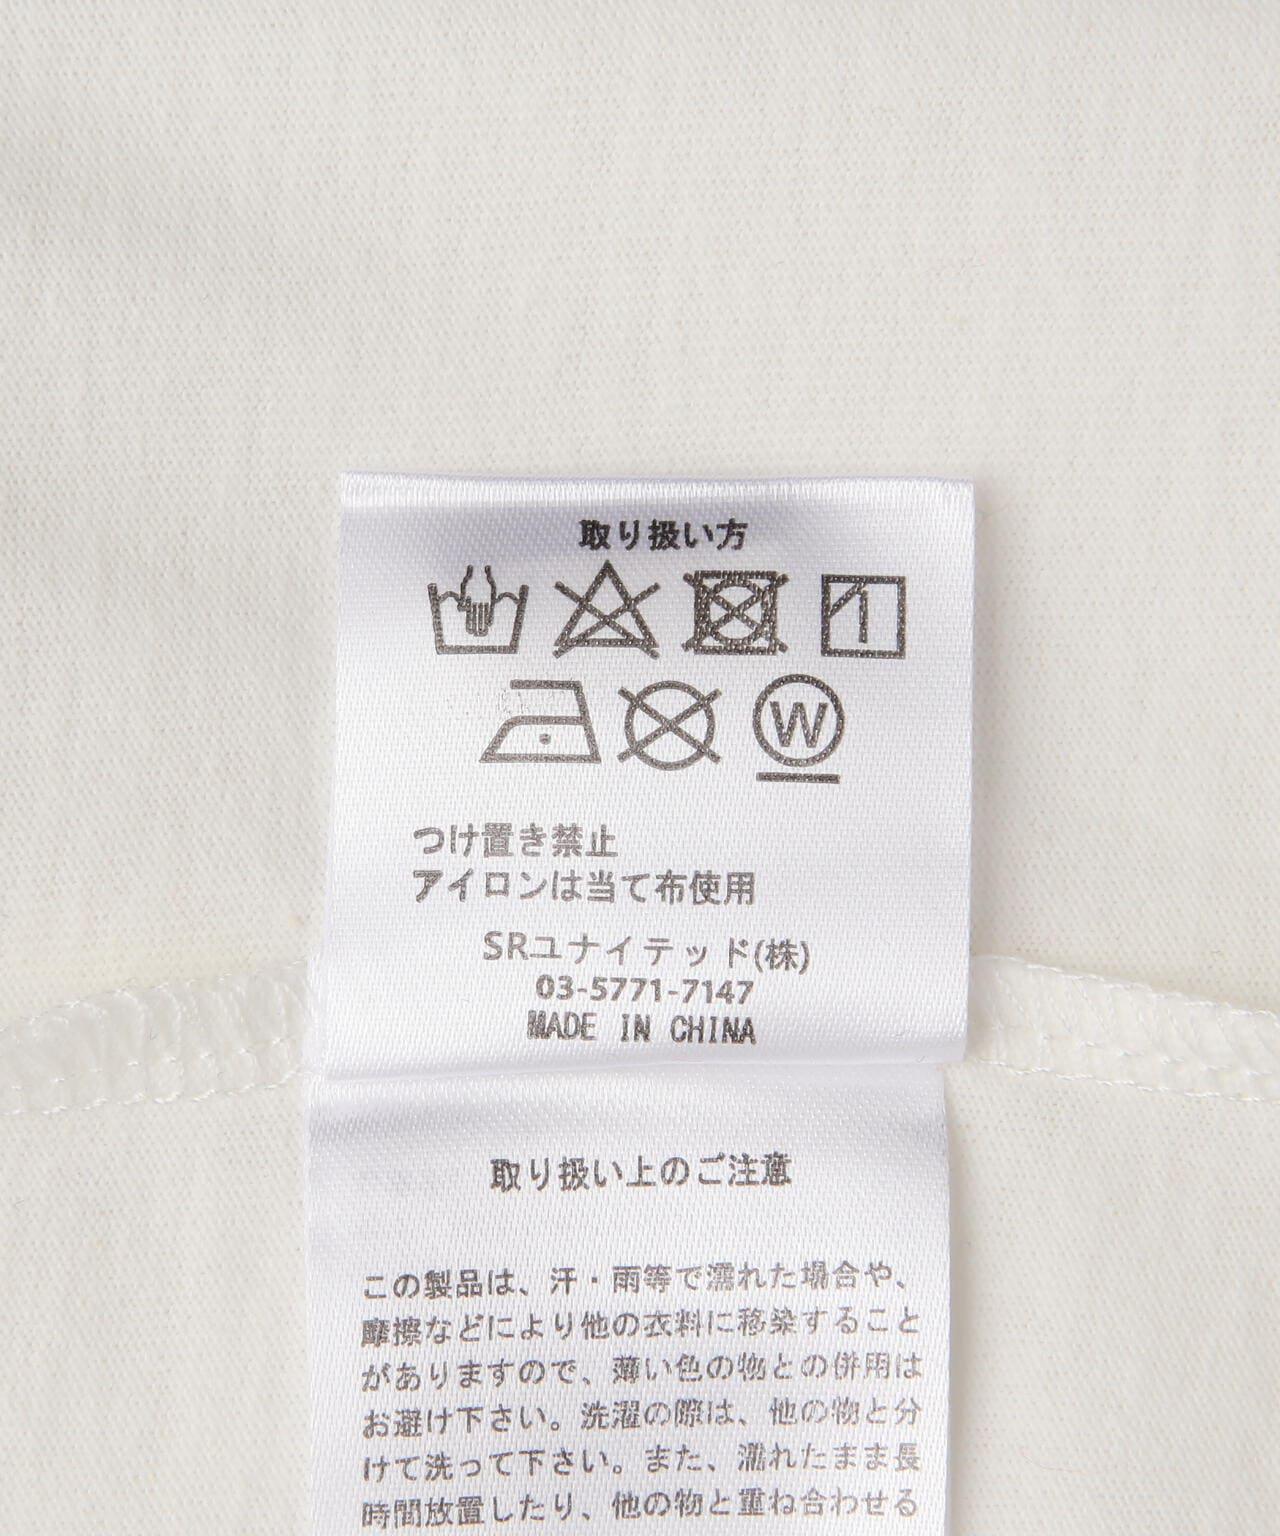 取り扱い方
W
つけ置き禁止
アイロンは当て布使用
SRユナイテッド(株)
03-5771-7147
MADE IN CHINA
取り扱い上のご注意
この製品は、汗・雨等で濡れた場合や、
摩擦などにより他の衣料に移染すること
がありますので、薄い色の物との併用は
お避け下さい。洗濯の際は、他の物と分
けて洗って下さい。また、濡れたまま長
時間放置したり、他の物と重ね合わせる